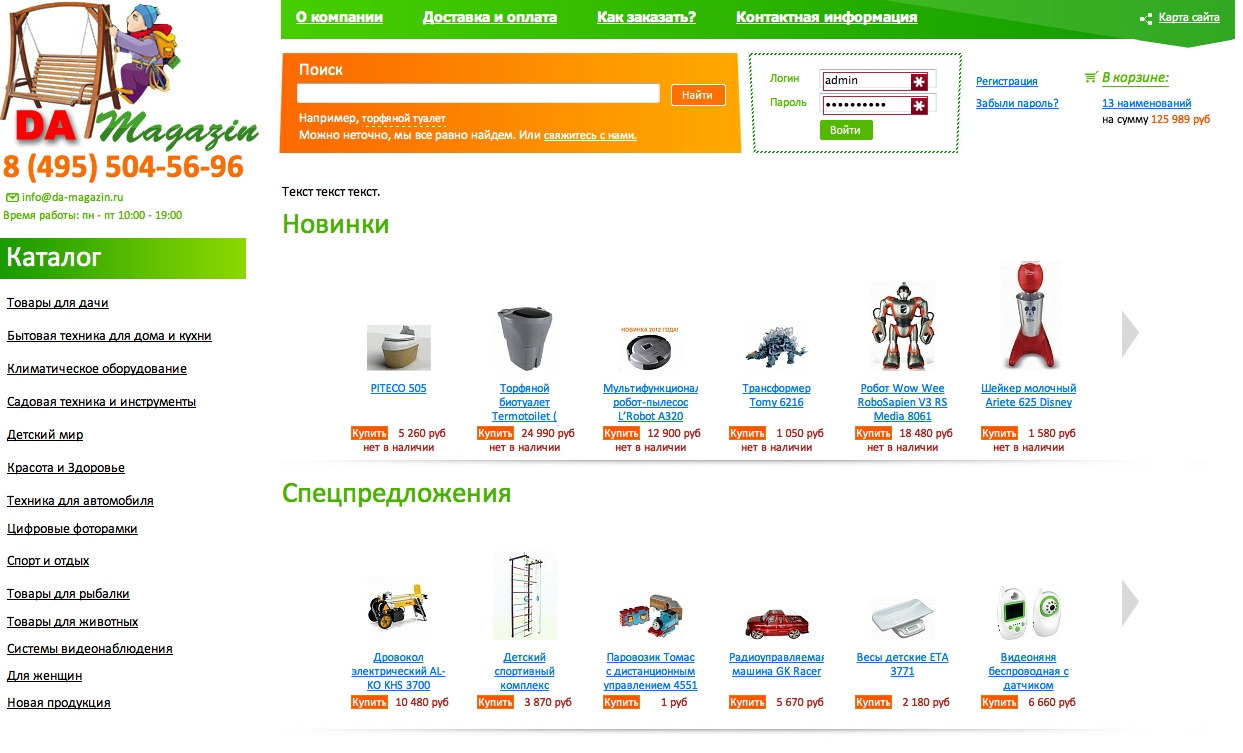 О компании
Доставка и оплата
Как заказать?
Контактная информация
Карта сайта
DA Magazin
8 (495) 504-56-96
info@da-magazin.ru
Время работы: пн - пт 10:00 - 19:00
Поиск
Найти
Например, торфяной туалет
Можно неточно, мы все равно найдем. Или свяжитесь с нами.
Логин
admin
Пароль
••••••••••
Войти
Регистрация
Забыли пароль?
В корзине:
13 наименований
на сумму 125 989 руб
Каталог
Товары для дачи
Бытовая техника для дома и кухни
Климатическое оборудование
Садовая техника и инструменты
Детский мир
Красота и Здоровье
Техника для автомобиля
Цифровые фоторамки
Спорт и отдых
Товары для рыбалки
Товары для животных
Системы видеонаблюдения
Для женщин
Новая продукция
Текст текст текст.
Новинки
PITECO 505
Купить 5 260 руб
нет в наличии
Торфяной
биотуалет
Termotoilet (
Купить 24 990 руб
нет в наличии
НОВИНКА 2012 ГОДА!
Мультифункционал
робот-пылесос
L’Robot A320
Купить 12 900 руб
нет в наличии
Трансформер
Tomy 6216
Купить 1 050 руб
нет в наличии
Робот Wow Wee
RoboSapien V3 RS
Media 8061
Купить 18 480 руб
нет в наличии
Шейкер молочный
Ariete 625 Disney
Купить 1 580 руб
нет в наличии
Спецпредложения
Дровокол
электрический AL-
KO KHS 3700
Купить 10 480 руб
Детский
спортивный
комплекс
Купить 3 870 руб
Паровозик Томас
с дистанционным
управлением 4551
Купить 1 руб
Радиоуправляемая
машина GK Racer
Купить 5 670 руб
Весы детские ETA
3771
Купить 2 180 руб
Видеоняня
беспроводная с
датчиком
Купить 6 660 руб